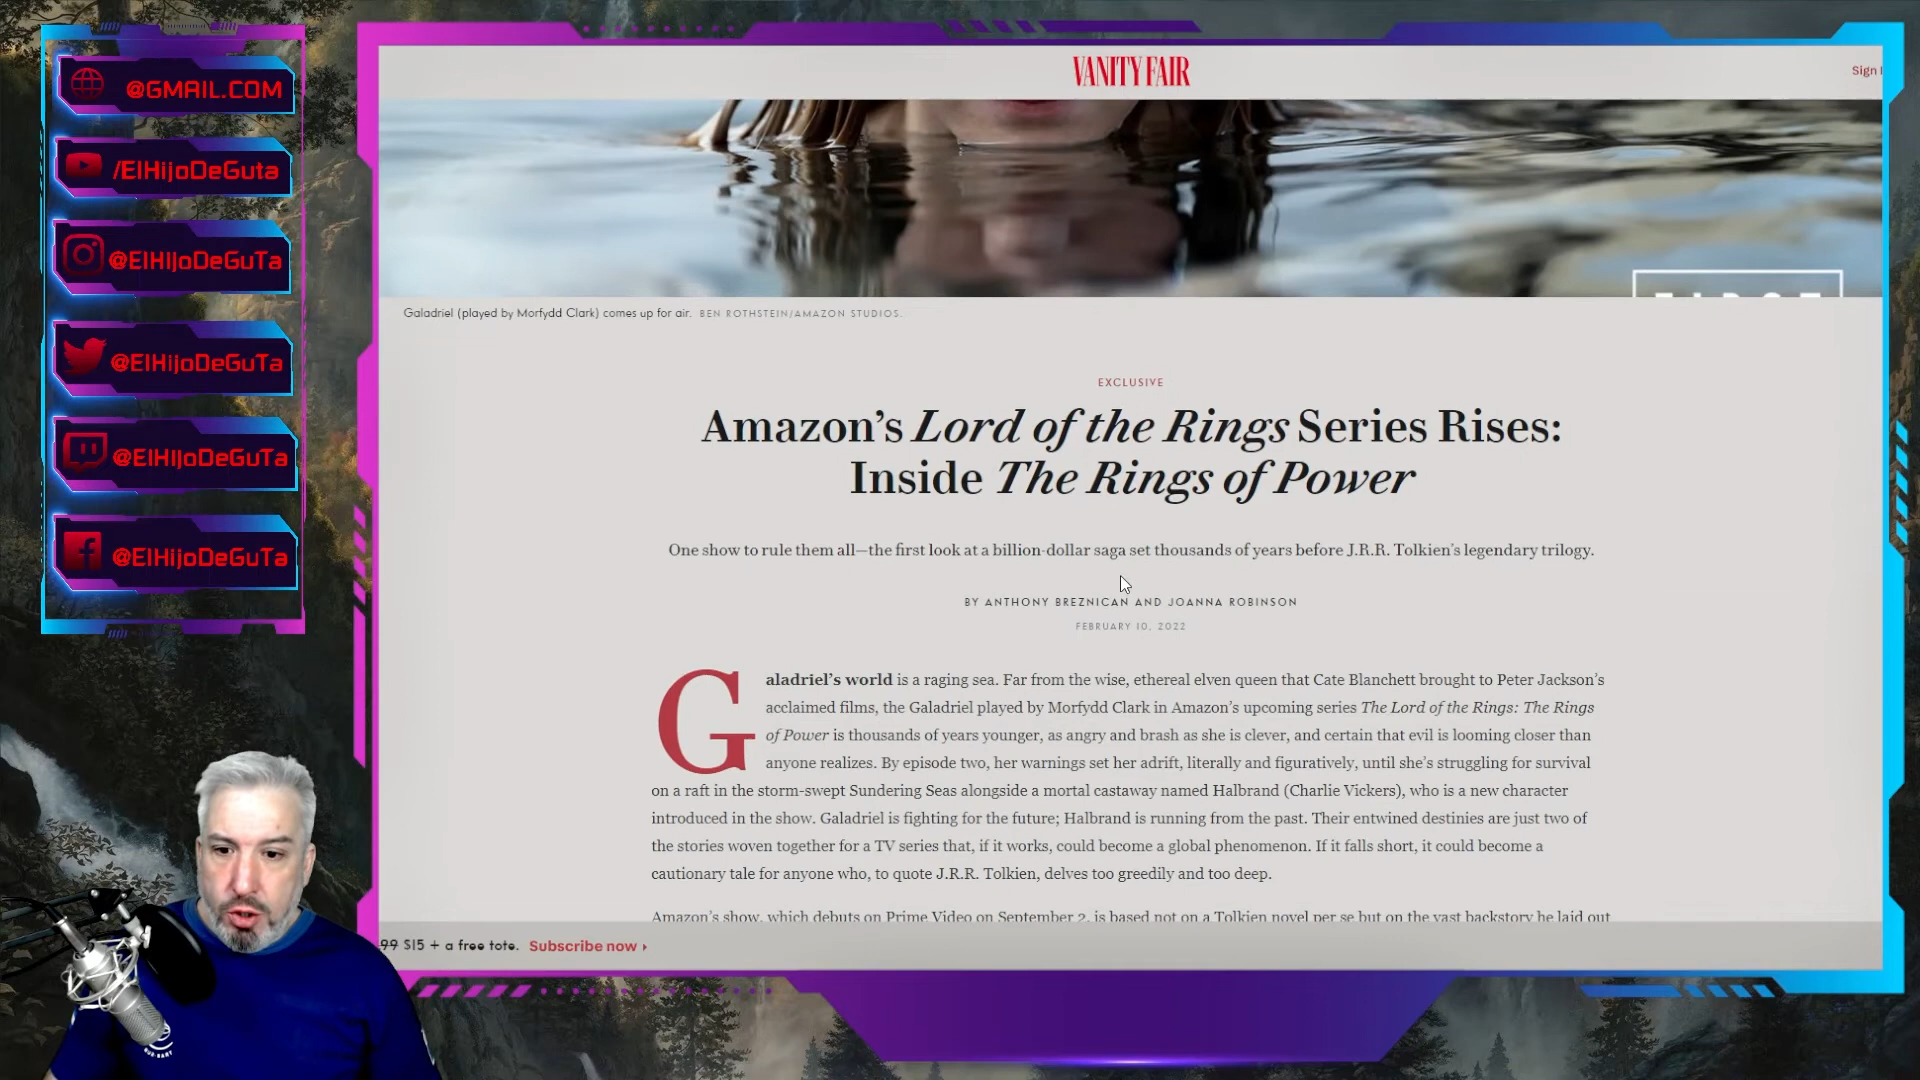 @GMAIL.COM
/ElHijoDeGuta
@ElHijoDeGuTa
@ElHijoDeGuTa
@ElHijoDeGuTa
@ElHijoDeGuTa
VANITY FAIR
Sign
FIRST
Galadriel (played by Morfydd Clark) comes up for air. BEN ROTHSTEIN/AMAZON STUDIOS.
EXCLUSIVE
Amazon’s Lord of the Rings Series Rises:
Inside The Rings of Power
One show to rule them all—the first look at a billion-dollar saga set thousands of years before J.R.R. Tolkien’s legendary trilogy.
BY ANTHONY BREZNICAN AND JOANNA ROBINSON
FEBRUARY 10, 2022
Galadriel’s world is a raging sea. Far from the wise, ethereal elven queen that Cate Blanchett brought to Peter Jackson’s
acclaimed films, the Galadriel played by Morfydd Clark in Amazon’s upcoming series The Lord of the Rings: The Rings
of Power is thousands of years younger, as angry and brash as she is clever, and certain that evil is looming closer than
anyone realizes. By episode two, her warnings set her adrift, literally and figuratively, until she’s struggling for survival
on a raft in the storm-swept Sundering Seas alongside a mortal castaway named Halbrand (Charlie Vickers), who is a new character
introduced in the show. Galadriel is fighting for the future; Halbrand is running from the past. Their entwined destinies are just two of
the stories woven together for a TV series that, if it works, could become a global phenomenon. If it falls short, it could become a
cautionary tale for anyone who, to quote J.R.R. Tolkien, delves too greedily and too deep.
Amazon’s show, which debuts on Prime Video on September 2, is based not on a Tolkien novel per se but on the vast backstory he laid out
99 $15 + a free tote. Subscribe now